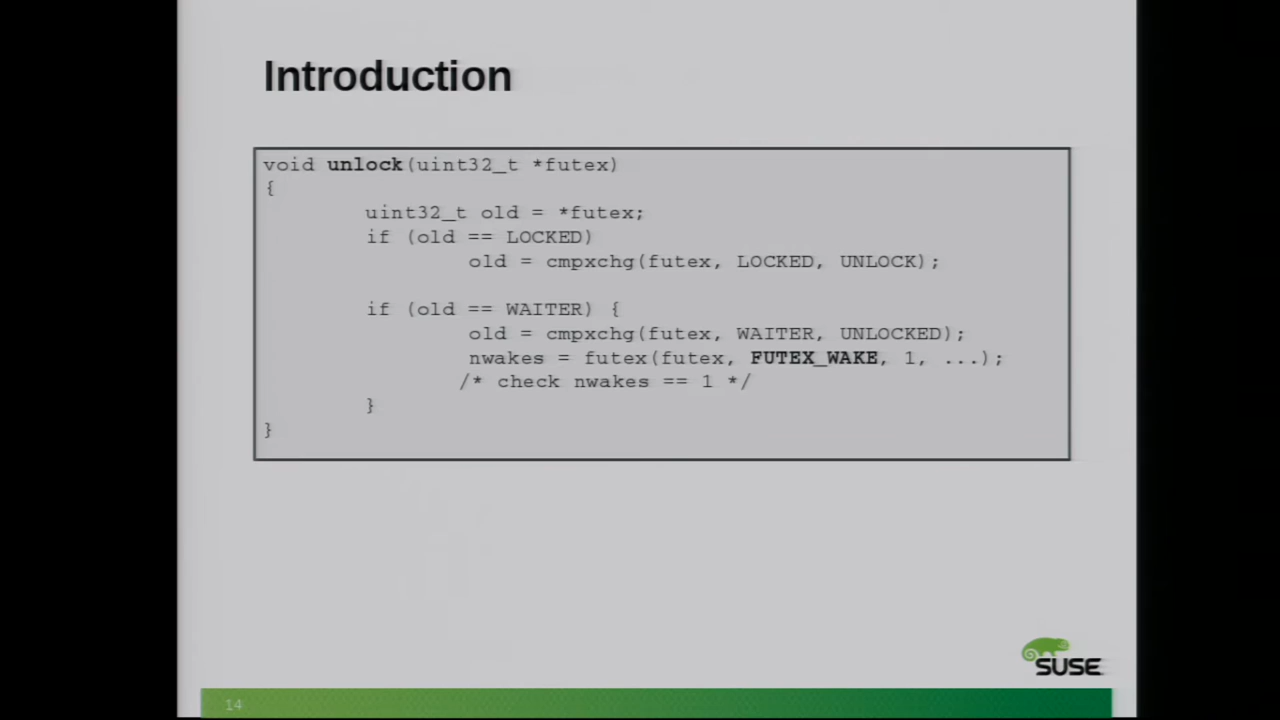 Introduction
void unlock(uint32_t *futex)
{
uint32_t old = *futex;
if (old == LOCKED)
old = cmpxchg(futex, LOCKED, UNLOCK);
if (old == WAITER) {
old = cmpxchg(futex, WAITER, UNLOCKED);
nwakes = futex(futex, FUTEX_WAKE, 1, ...);
/* check nwakes == 1 */
}
}
SUSE
14